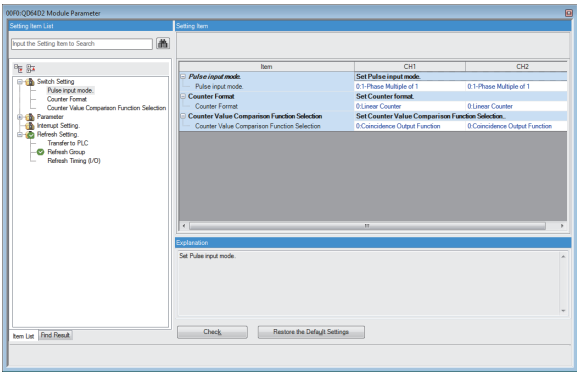 00F0:QD64D2 Module Parameter
Setting Item List
Setting Item
Input the Setting Item to Search
Switch Setting
Pulse input mode.
Counter Format
Counter Value Comparison Function Selection
Parameter
Interrupt Setting.
Refresh Setting.
Transfer to PLC
Refresh Group
Refresh Timing (I/O)
Item List
Find Result
Item CH1 CH2
Pulse input mode. Set Pulse input mode.
Pulse input mode. 0:1-Phase Multiple of 1 0:1-Phase Multiple of 1
Counter Format Set Counter format.
Counter Format 0:Linear Counter 0:Linear Counter
Counter Value Comparison Function Selection Set Counter Value Comparison Function Selection..
Counter Value Comparison Function Selection 0:Coincidence Output Function 0:Coincidence Output Function
Explanation
Set Pulse input mode.
Check
Restore the Default Settings